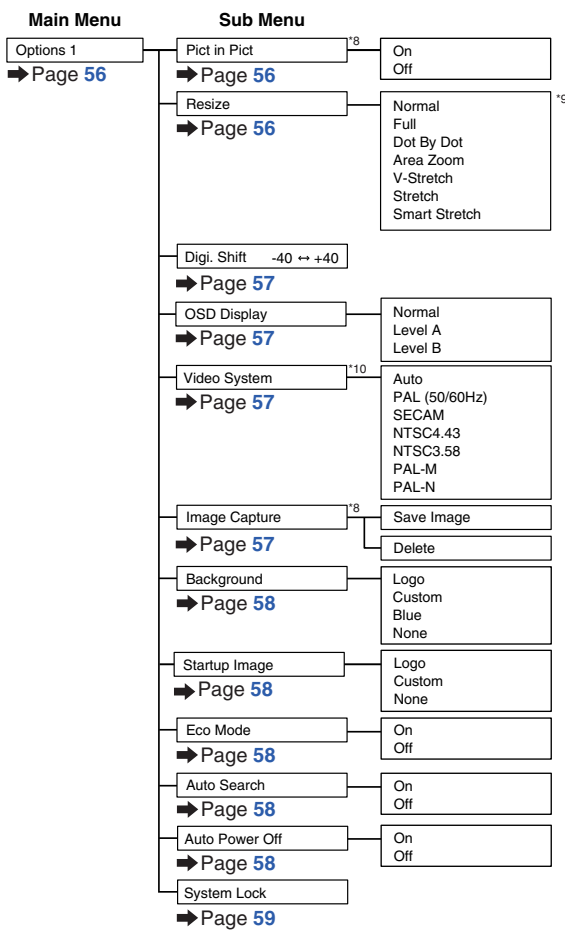 Main Menu
Sub Menu
Options 1
➡Page 56
Pict in Pict
*8
On
Off
➡Page 56
Resize
*9
Normal
Full
Dot By Dot
Area Zoom
V-Stretch
Stretch
Smart Stretch
➡Page 56
Digi. Shift -40 ↔ +40
➡Page 57
OSD Display
Normal
Level A
Level B
➡Page 57
Video System
*10
Auto
PAL (50/60Hz)
SECAM
NTSC4.43
NTSC3.58
PAL-M
PAL-N
➡Page 57
Image Capture
*8
Save Image
Delete
➡Page 57
Background
Logo
Custom
Blue
None
➡Page 58
Startup Image
Logo
Custom
None
➡Page 58
Eco Mode
On
Off
➡Page 58
Auto Search
On
Off
➡Page 58
Auto Power Off
On
Off
➡Page 58
System Lock
➡Page 59